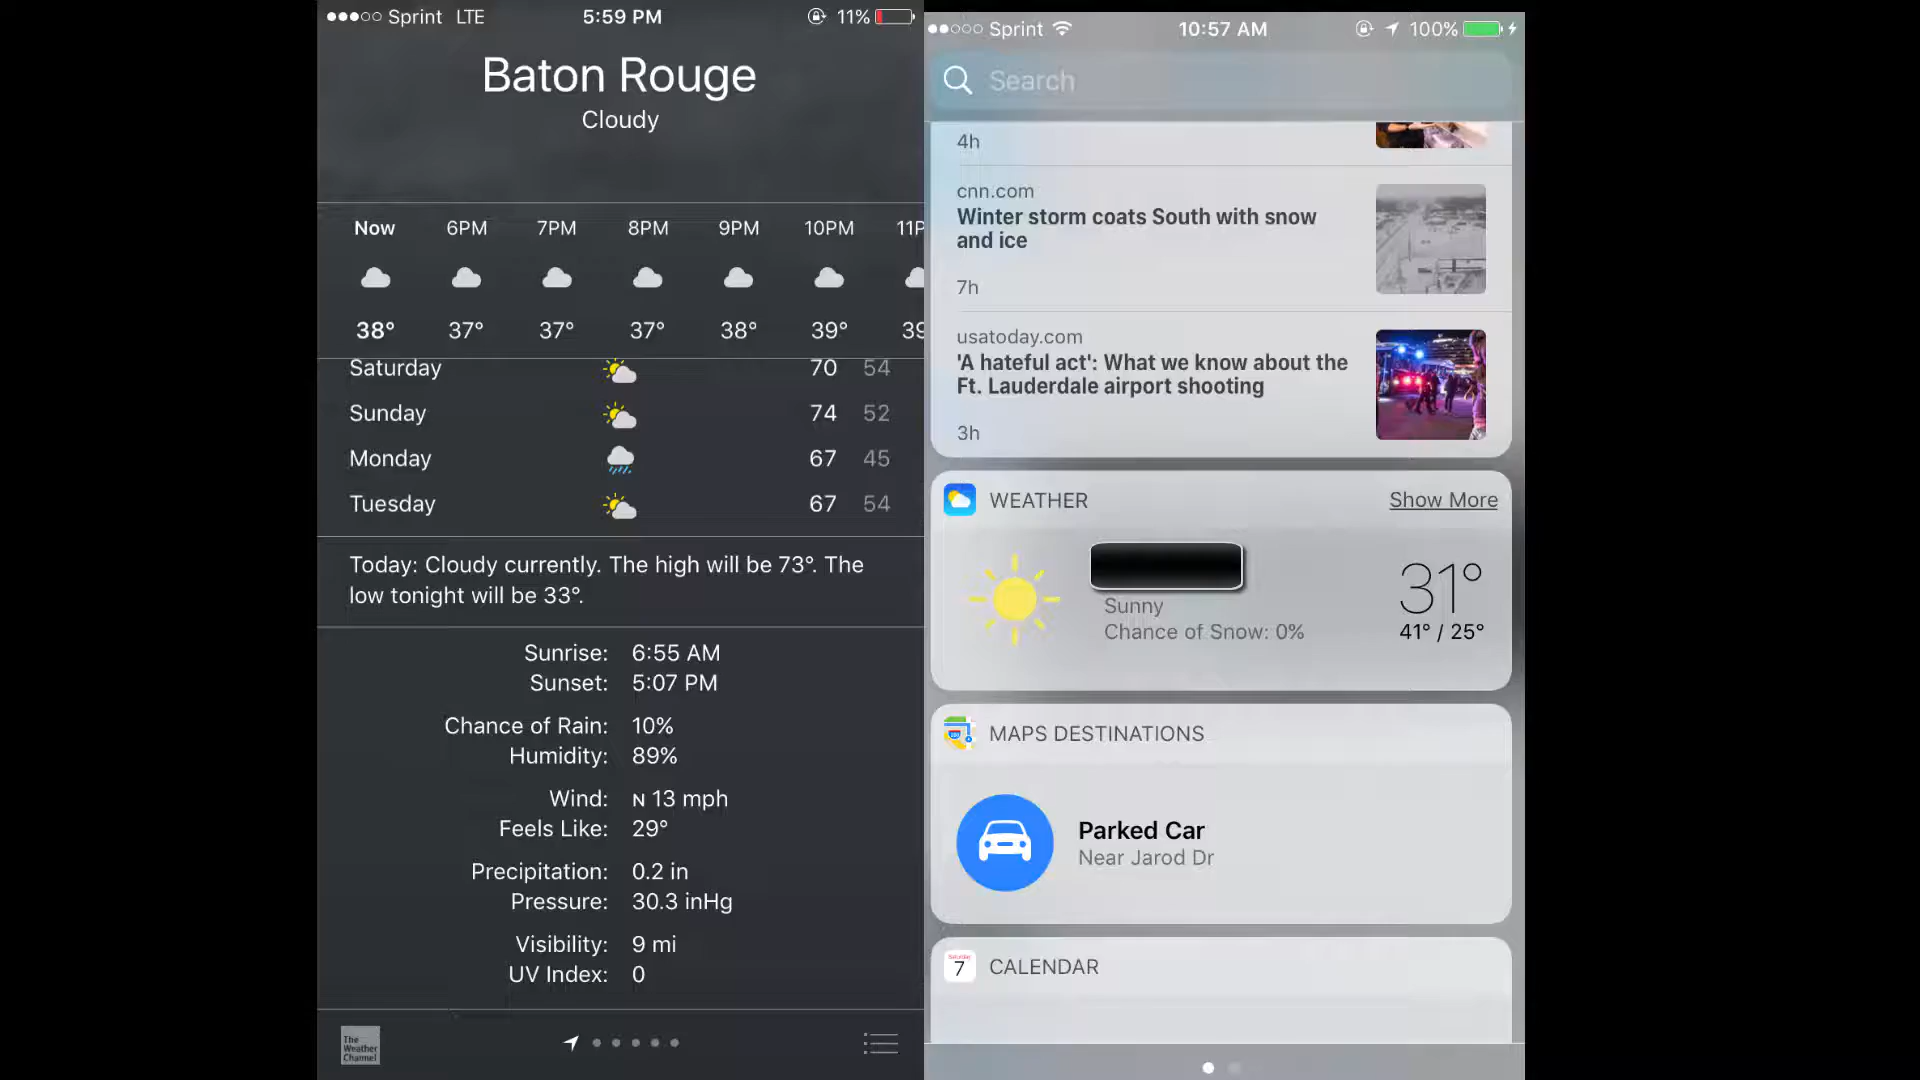 Sprint LTE 5:59 PM 11%
Baton Rouge
Cloudy
Now 6PM 7PM 8PM 9PM 10PM 11P
38° 37° 37° 37° 38° 39° 39
Saturday 70 54
Sunday 74 52
Monday 67 45
Tuesday 67 54
Today: Cloudy currently. The high will be 73°. The
low tonight will be 33°.
Sunrise: 6:55 AM
Sunset: 5:07 PM
Chance of Rain: 10%
Humidity: 89%
Wind: N 13 mph
Feels Like: 29°
Precipitation: 0.2 in
Pressure: 30.3 inHg
Visibility: 9 mi
UV Index: 0
The
Weather
Channel
Sprint 10:57 AM 100%
Search
4h
cnn.com
Winter storm coats South with snow
and ice
7h
usatoday.com
'A hateful act': What we know about the
Ft. Lauderdale airport shooting
3h
WEATHER Show More
Sunny
Chance of Snow: 0%
31°
41° / 25°
MAPS DESTINATIONS
Parked Car
Near Jarod Dr
Saturday
7
CALENDAR